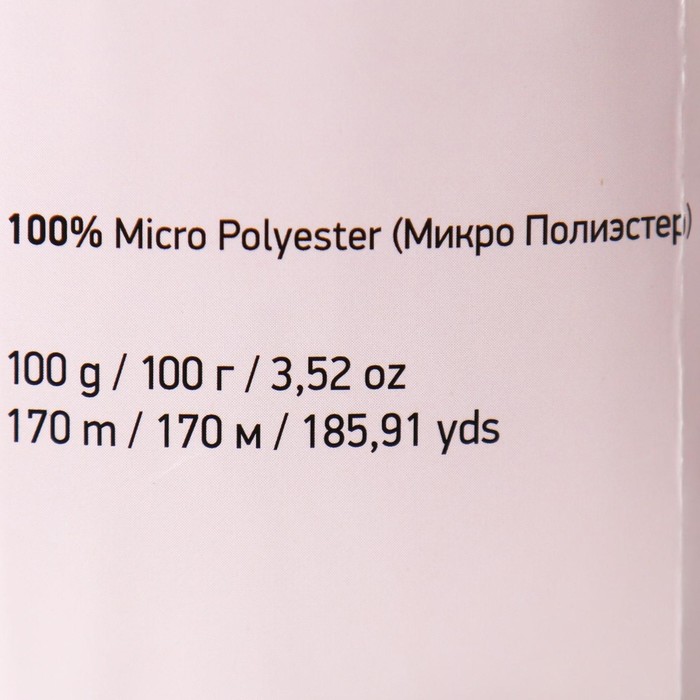 100% Micro Polyester (Микро Полиэстер)
100 g / 100 г / 3,52 oz
170 m / 170 м / 185,91 yds